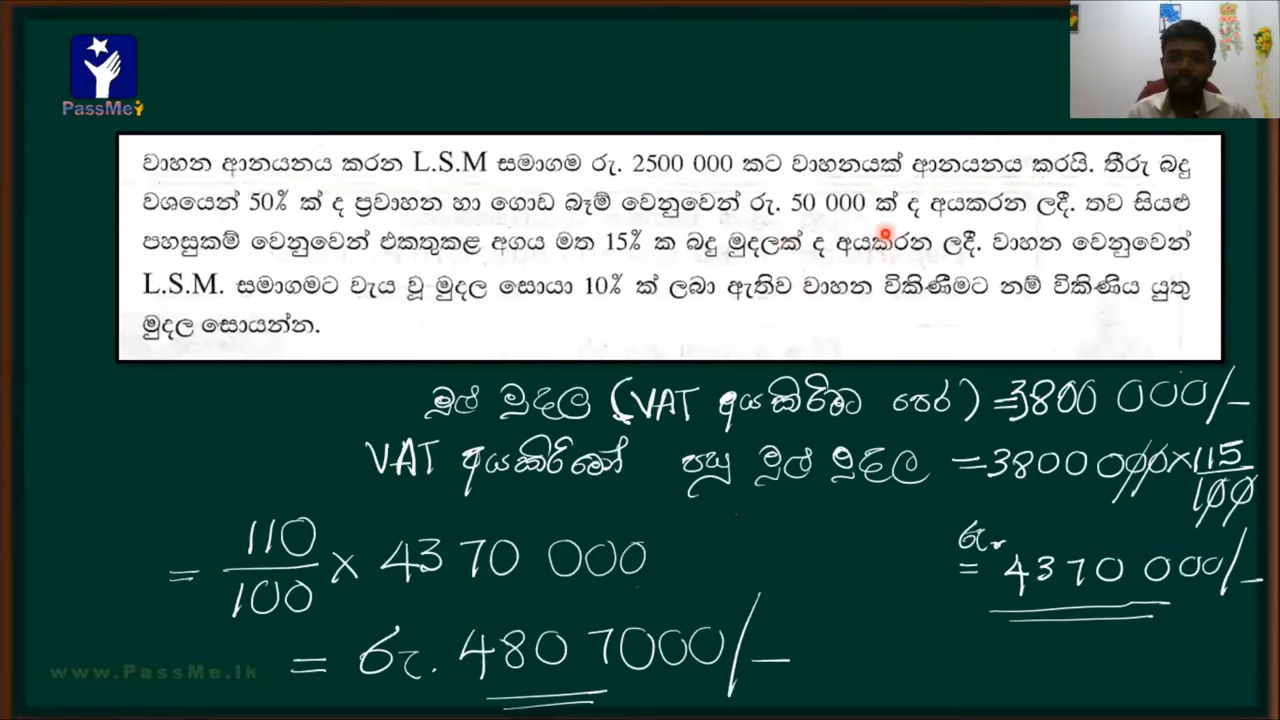 PassMe
වාහන ආනයනය කරන L.S.M සමාගම රු. 2500 000 කට වාහනයක් ආනයනය කරයි. තීරු බදු
වශයෙන් 50% ක් ද ප්‍රවාහන හා ගොඩ බෑම් වෙනුවෙන් රු. 50 000 ක් ද අයකරන ලදී. තව සියළු
පහසුකම් වෙනුවෙන් එකතුකළ අගය මත 15% ක බදු මුදලක් ද අයකරන ලදී. වාහන වෙනුවෙන්
L.S.M. සමාගමට වැය වූ මුදල සොයා 10% ක් ලබා ඇතිව වාහන විකිණීමට නම් විකිණිය යුතු
මුදල සොයන්න.
මුළු මුදල (VAT අයකිරීමට පෙර) = 3800 000/-
VAT අයකිරීමෙන් පසු මුළු මුදල = 3800 000 × 115/100
= 110/100 × 4370 000
රු. = 4370 000/-
= රු. 480 7000/-
www.PassMe.lk